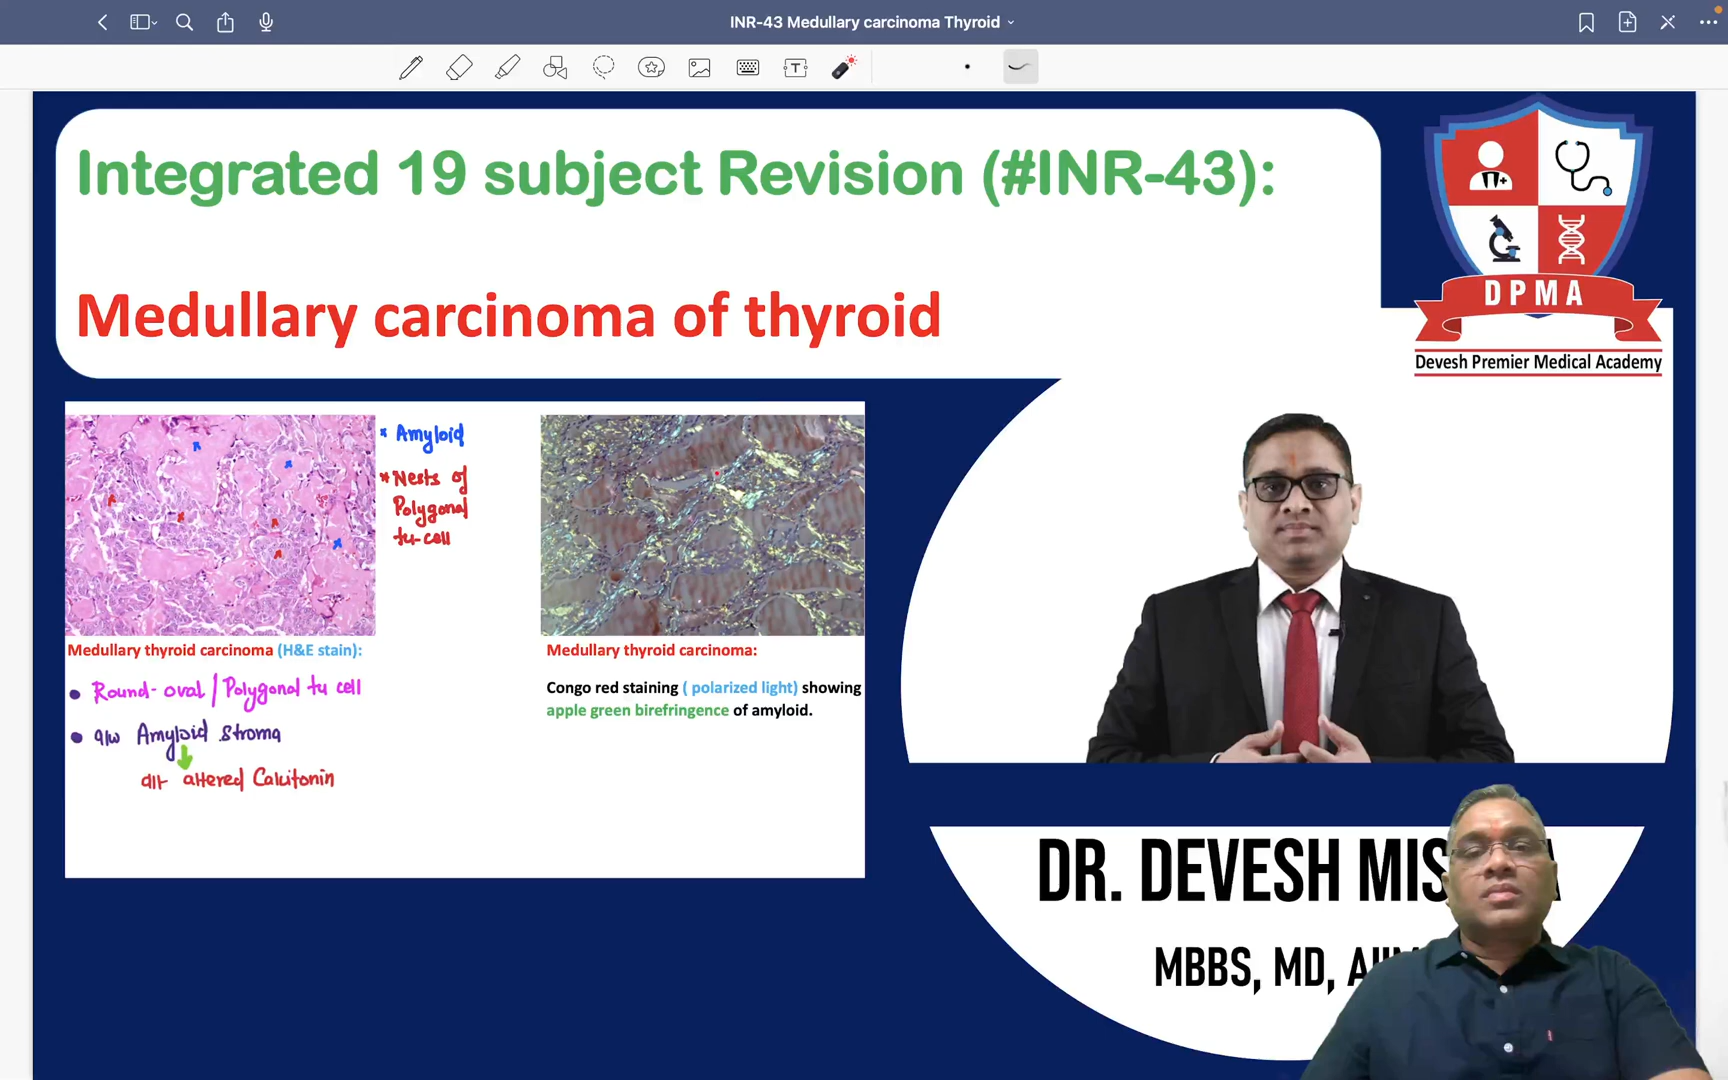 INR-43 Medullary carcinoma Thyroid
T
Integrated 19 subject Revision (#INR-43):
Medullary carcinoma of thyroid
DPMA
Devesh Premier Medical Academy
* Amyloid
* Nests of
Polygonal
tu-cell
Medullary thyroid carcinoma (H&E stain):
• Round-oval / Polygonal tu cell
• a/w Amyloid stroma
d/t altered Calcitonin
Medullary thyroid carcinoma:
Congo red staining ( polarized light) showing
apple green birefringence of amyloid.
DR. DEVESH
MBBS, MD,